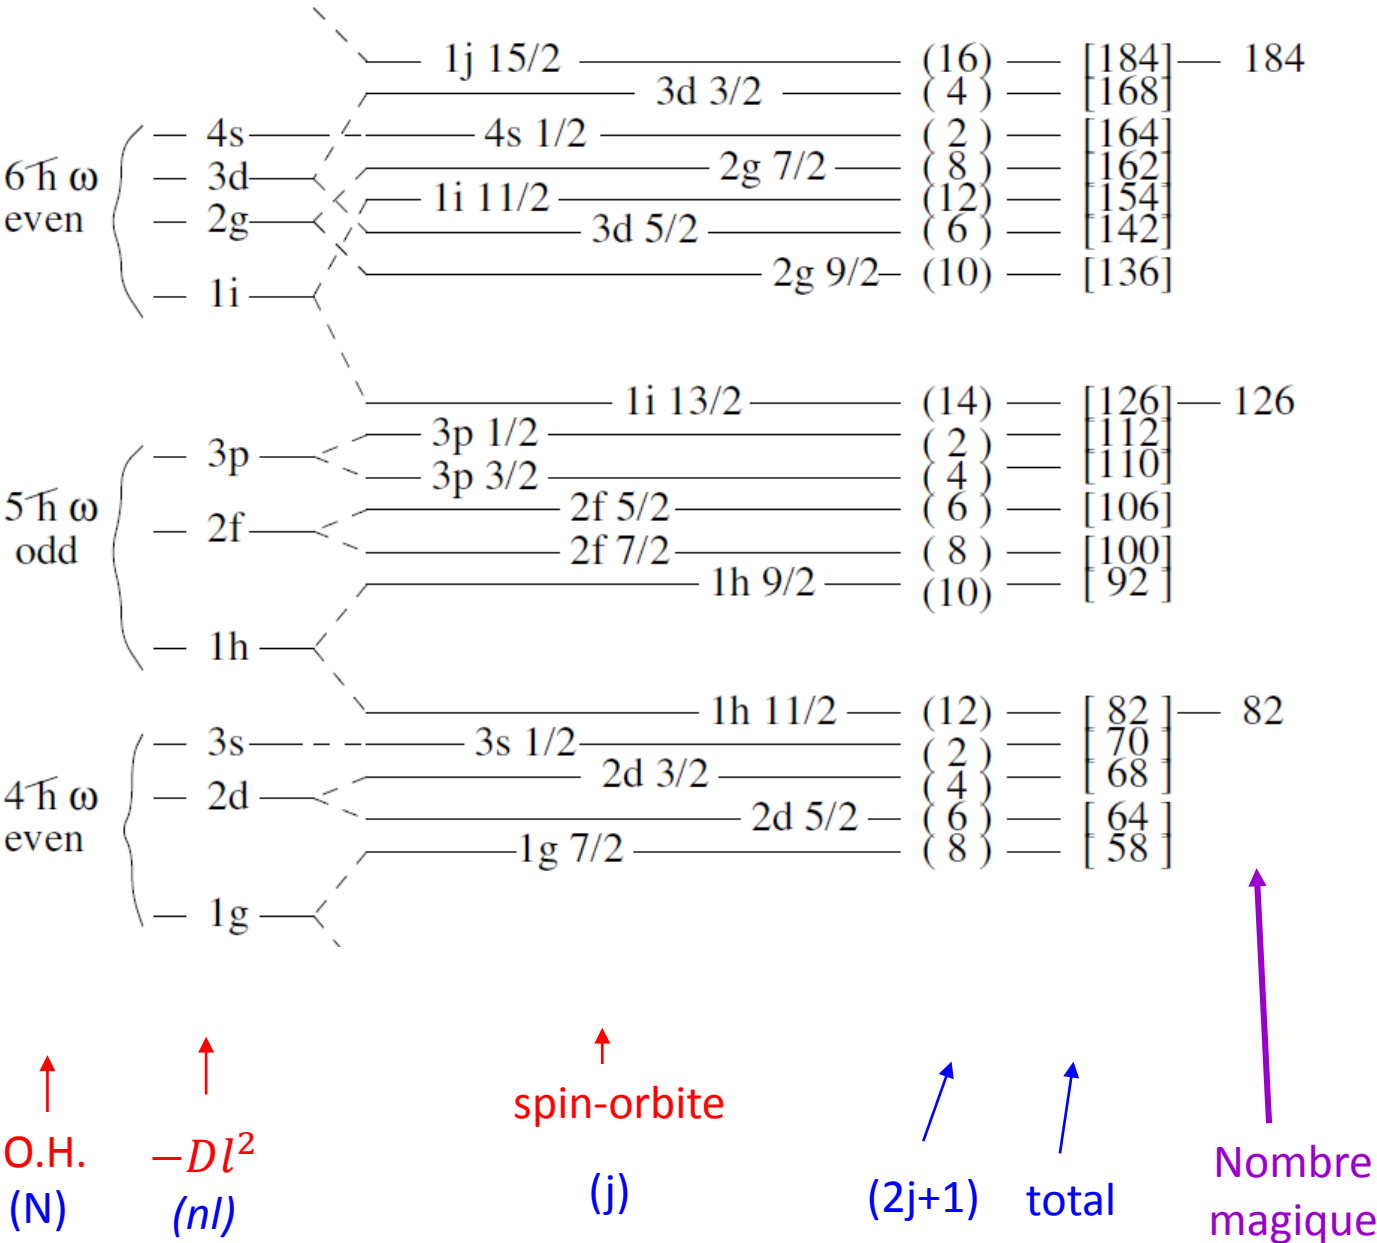 1j 15/2 (16) [184] 184
3d 3/2 (4) [168]
4s 4s 1/2 (2) [164]
6ħω 3d 2g 7/2 (8) [162]
even 2g 1i 11/2 (12) [154]
3d 5/2 (6) [142]
1i 2g 9/2 (10) [136]
1i 13/2 (14) [126] 126
3p 3p 1/2 (2) [112]
3p 3/2 (4) [110]
5ħω 2f 2f 5/2 (6) [106]
odd 2f 7/2 (8) [100]
1h 9/2 (10) [92]
1h
1h 11/2 (12) [82] 82
3s 3s 1/2 (2) [70]
4ħω 2d 2d 3/2 (4) [68]
even 2d 5/2 (6) [64]
1g 7/2 (8) [58]
1g
spin-orbite
O.H. −Dl² Nombre
(N) (nl) (j) (2j+1) total magique